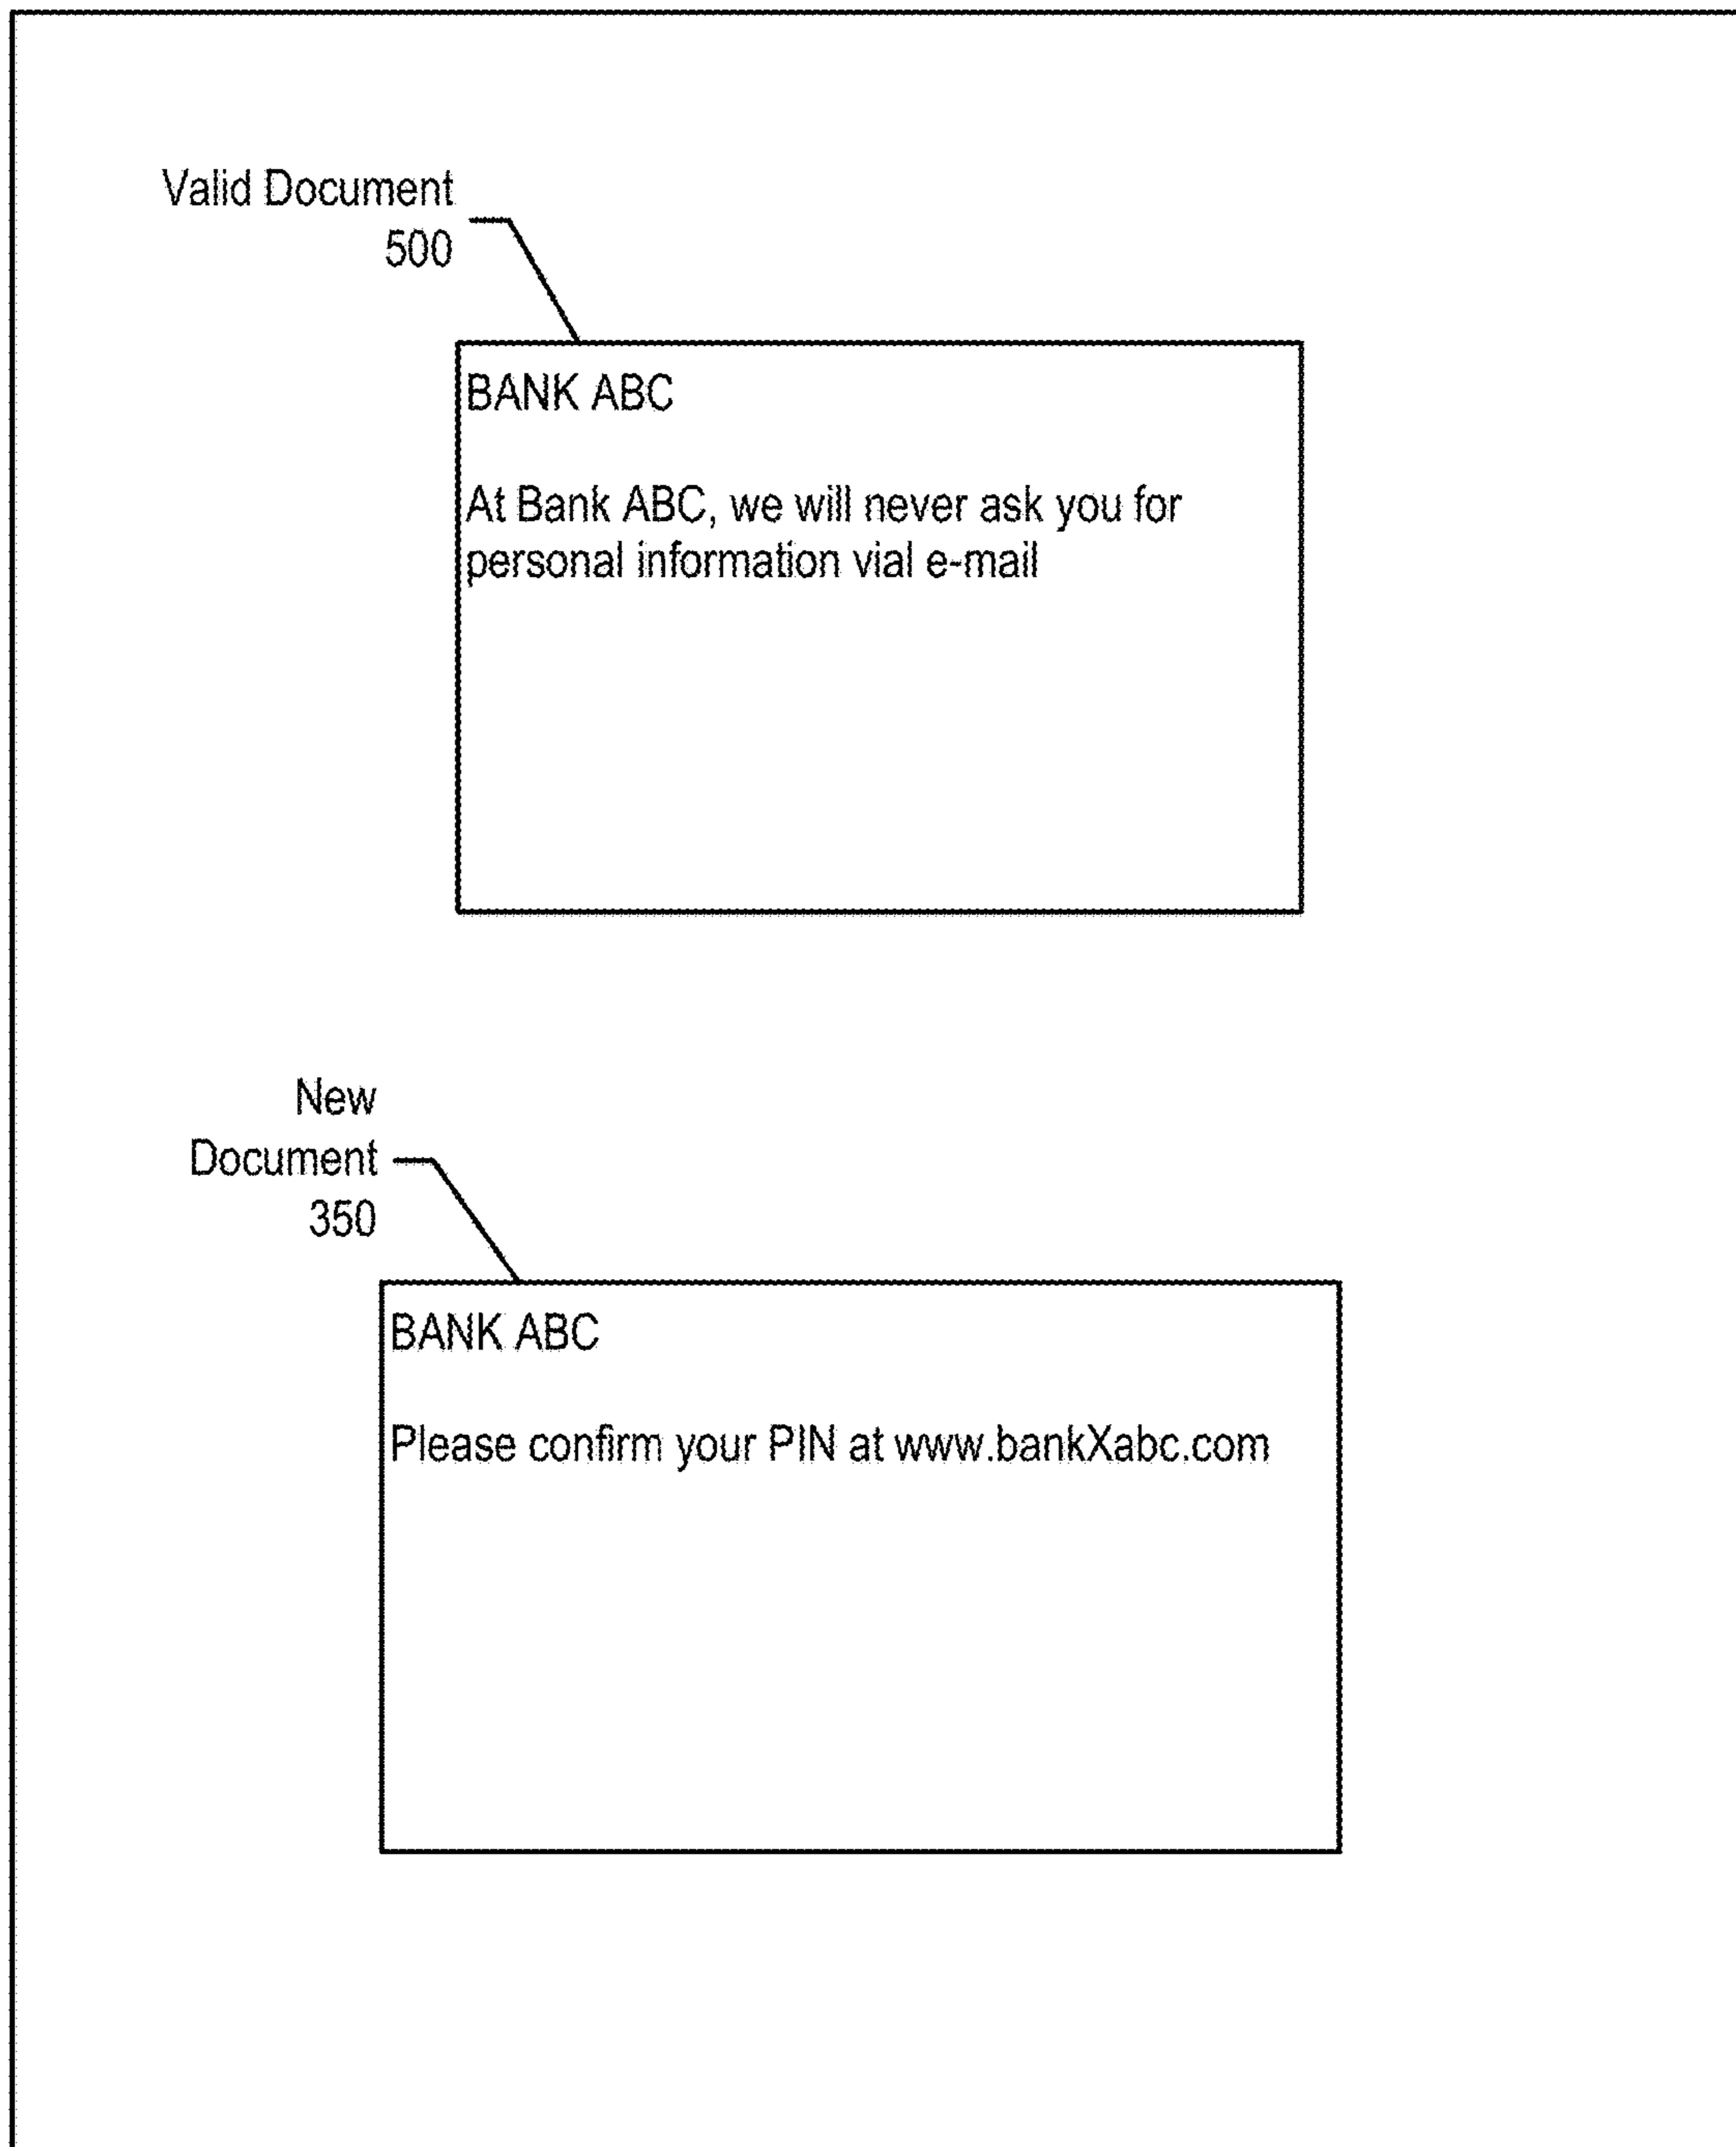 Valid Document
500
BANK ABC
At Bank ABC, we will never ask you for
personal information vial e-mail
New
Document
350
BANK ABC
Please confirm your PIN at www.bankXabc.com